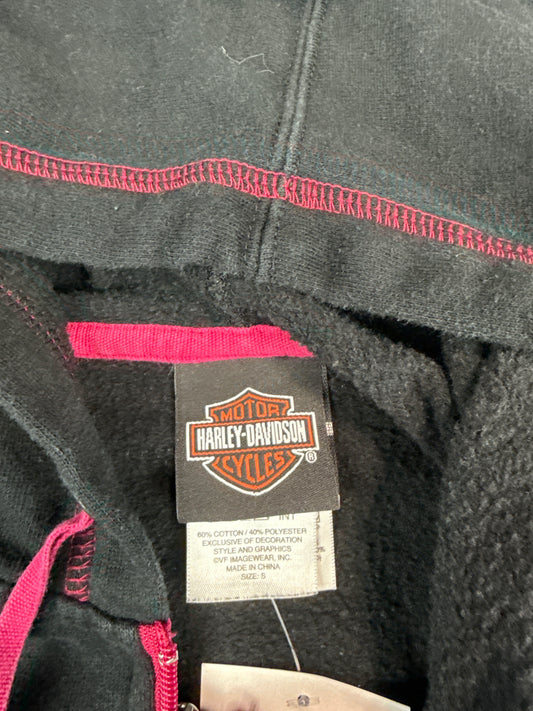 MOTOR
HARLEY-DAVIDSON
CYCLES
®
INT
60% COTTON / 40% POLYESTER
EXCLUSIVE OF DECORATION
STYLE AND GRAPHICS
©VF IMAGEWEAR, INC.
MADE IN CHINA
SIZE: S